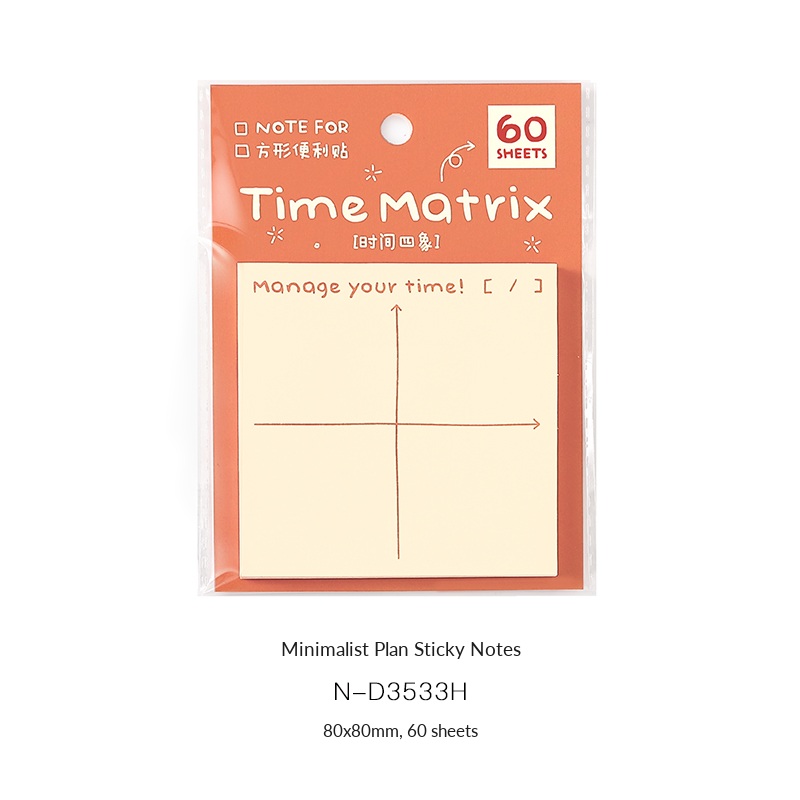 □ NOTE FOR
□ 方形便利贴
60
SHEETS
Time Matrix
[时间四象]
Manage your time! [ / ]
Minimalist Plan Sticky Notes
N-D3533H
80x80mm, 60 sheets